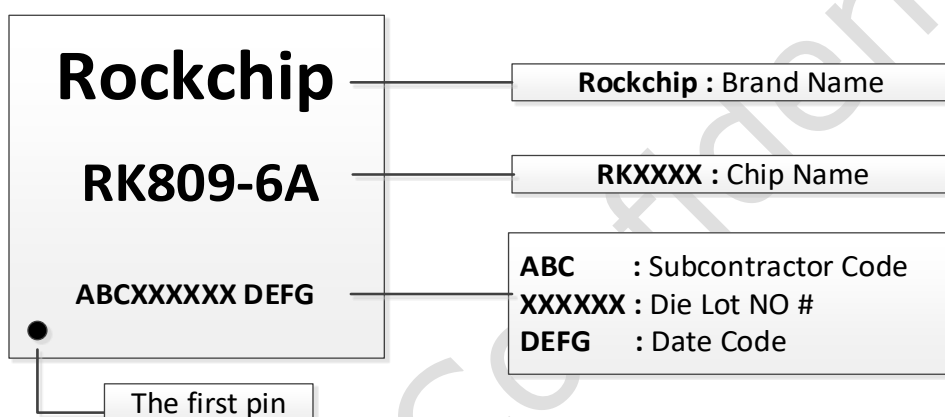 Rockchip
Rockchip : Brand Name
RK809-6A
RKXXXX : Chip Name
ABCXXXXXX DEFG
ABC : Subcontractor Code
XXXXXX : Die Lot NO #
DEFG : Date Code
The first pin